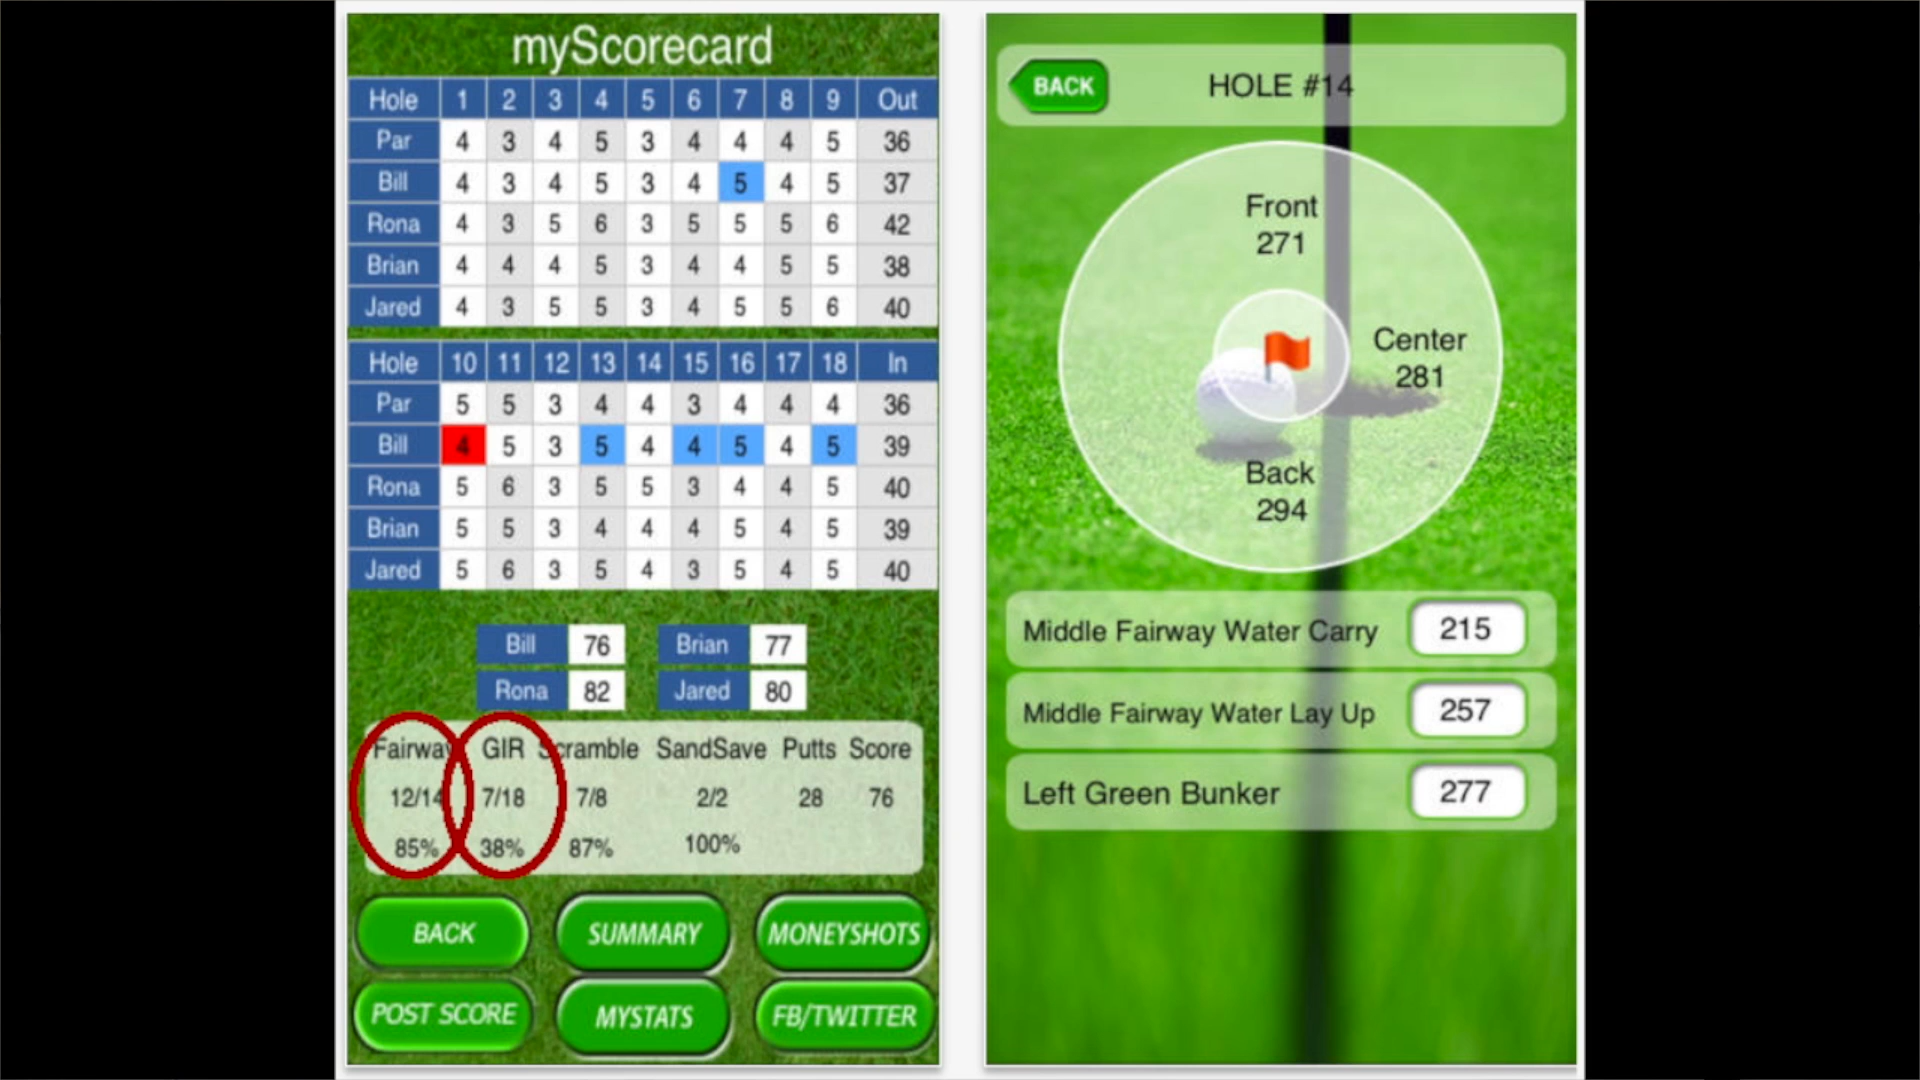 myScorecard
Hole 1 2 3 4 5 6 7 8 9 Out
Par 4 3 4 5 3 4 4 4 5 36
Bill 4 3 4 5 3 4 5 4 5 37
Rona 4 3 5 6 3 5 5 5 6 42
Brian 4 4 4 5 3 4 4 5 5 38
Jared 4 3 5 5 3 4 5 5 6 40
Hole 10 11 12 13 14 15 16 17 18 In
Par 5 5 3 4 4 3 4 4 4 36
Bill 4 5 3 5 4 4 5 4 5 39
Rona 5 6 3 5 5 3 4 4 5 40
Brian 5 5 3 4 4 4 5 4 5 39
Jared 5 6 3 5 4 3 5 4 5 40
Bill 76 Brian 77
Rona 82 Jared 80
Fairway GIR Scramble SandSave Putts Score
12/14 7/18 7/8 2/2 28 76
85% 38% 87% 100%
BACK SUMMARY MONEYSHOTS
POST SCORE MYSTATS FB/TWITTER
BACK HOLE #14
Front
271
Center
281
Back
294
Middle Fairway Water Carry 215
Middle Fairway Water Lay Up 257
Left Green Bunker 277